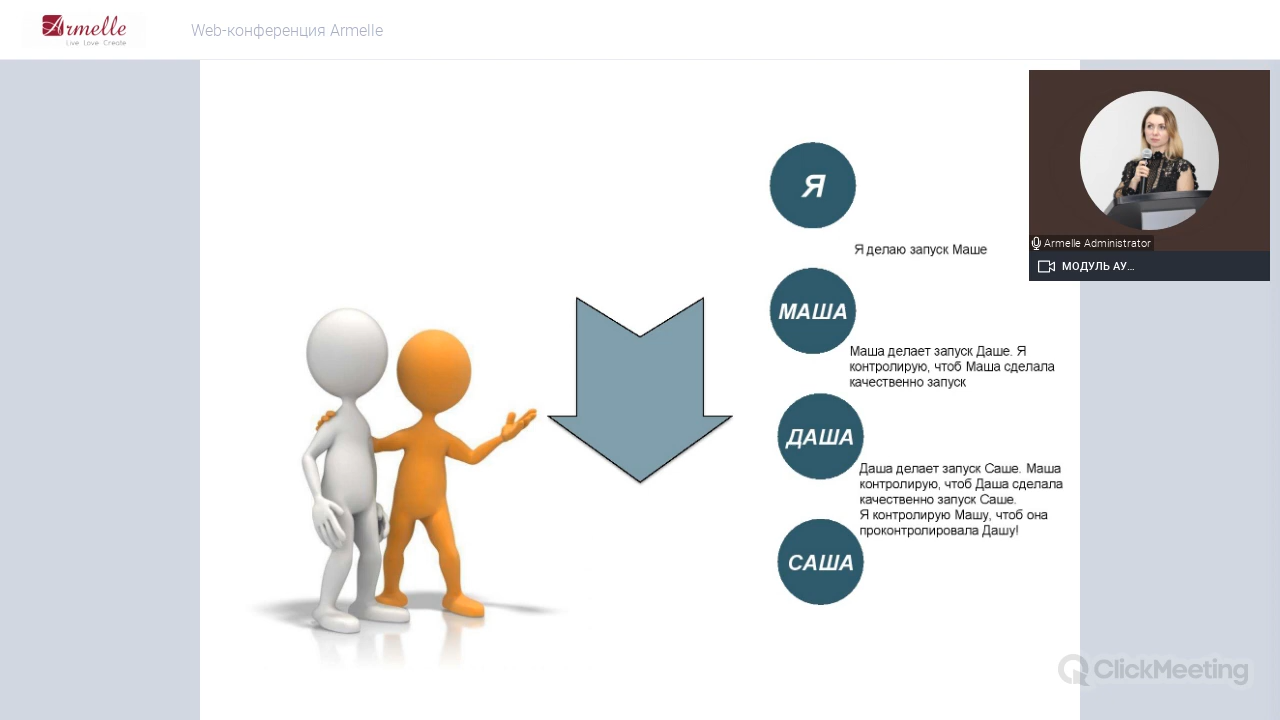 Armelle
Live Love Create
Web-конференция Armelle
Я
Я делаю запуск Маше
МАША
Маша делает запуск Даше. Я
контролирую, чтоб Маша сделала
качественно запуск
ДАША
Даша делает запуск Саше. Маша
контролирую, чтоб Даша сделала
качественно запуск Саше.
Я контролирую Машу, чтоб она
проконтролировала Дашу!
САША
Armelle Administrator
МОДУЛЬ АУ...
ClickMeeting